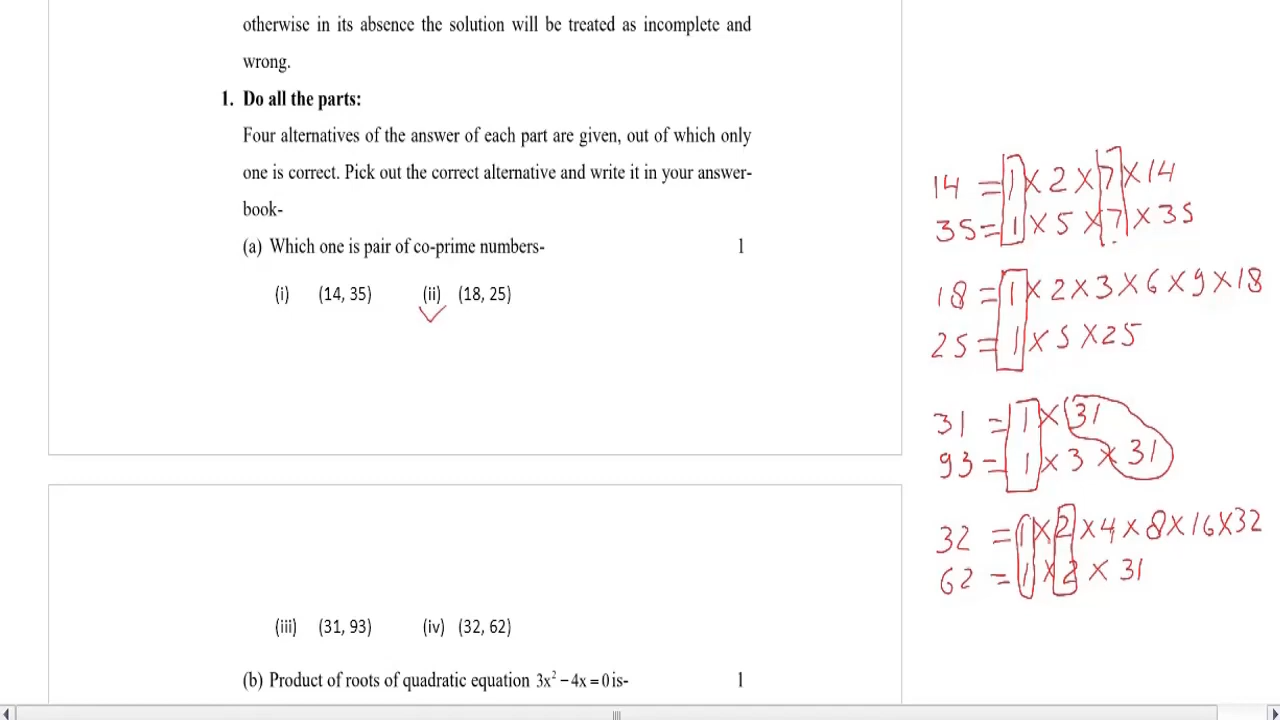 otherwise in its absence the solution will be treated as incomplete and
wrong.
1. Do all the parts:
Four alternatives of the answer of each part are given, out of which only
one is correct. Pick out the correct alternative and write it in your answer-
book-
(a) Which one is pair of co-prime numbers- 1
(i) (14, 35) (ii) (18, 25)
(iii) (31, 93) (iv) (32, 62)
(b) Product of roots of quadratic equation 3x² − 4x = 0 is- 1
14 = 1 × 2 × 7 × 14
35 = 1 × 5 × 7 × 35
18 = 1 × 2 × 3 × 6 × 9 × 18
25 = 1 × 5 × 25
31 = 1 × 31
93 = 1 × 3 × 31
32 = 1 × 2 × 4 × 8 × 16 × 32
62 = 1 × 2 × 31